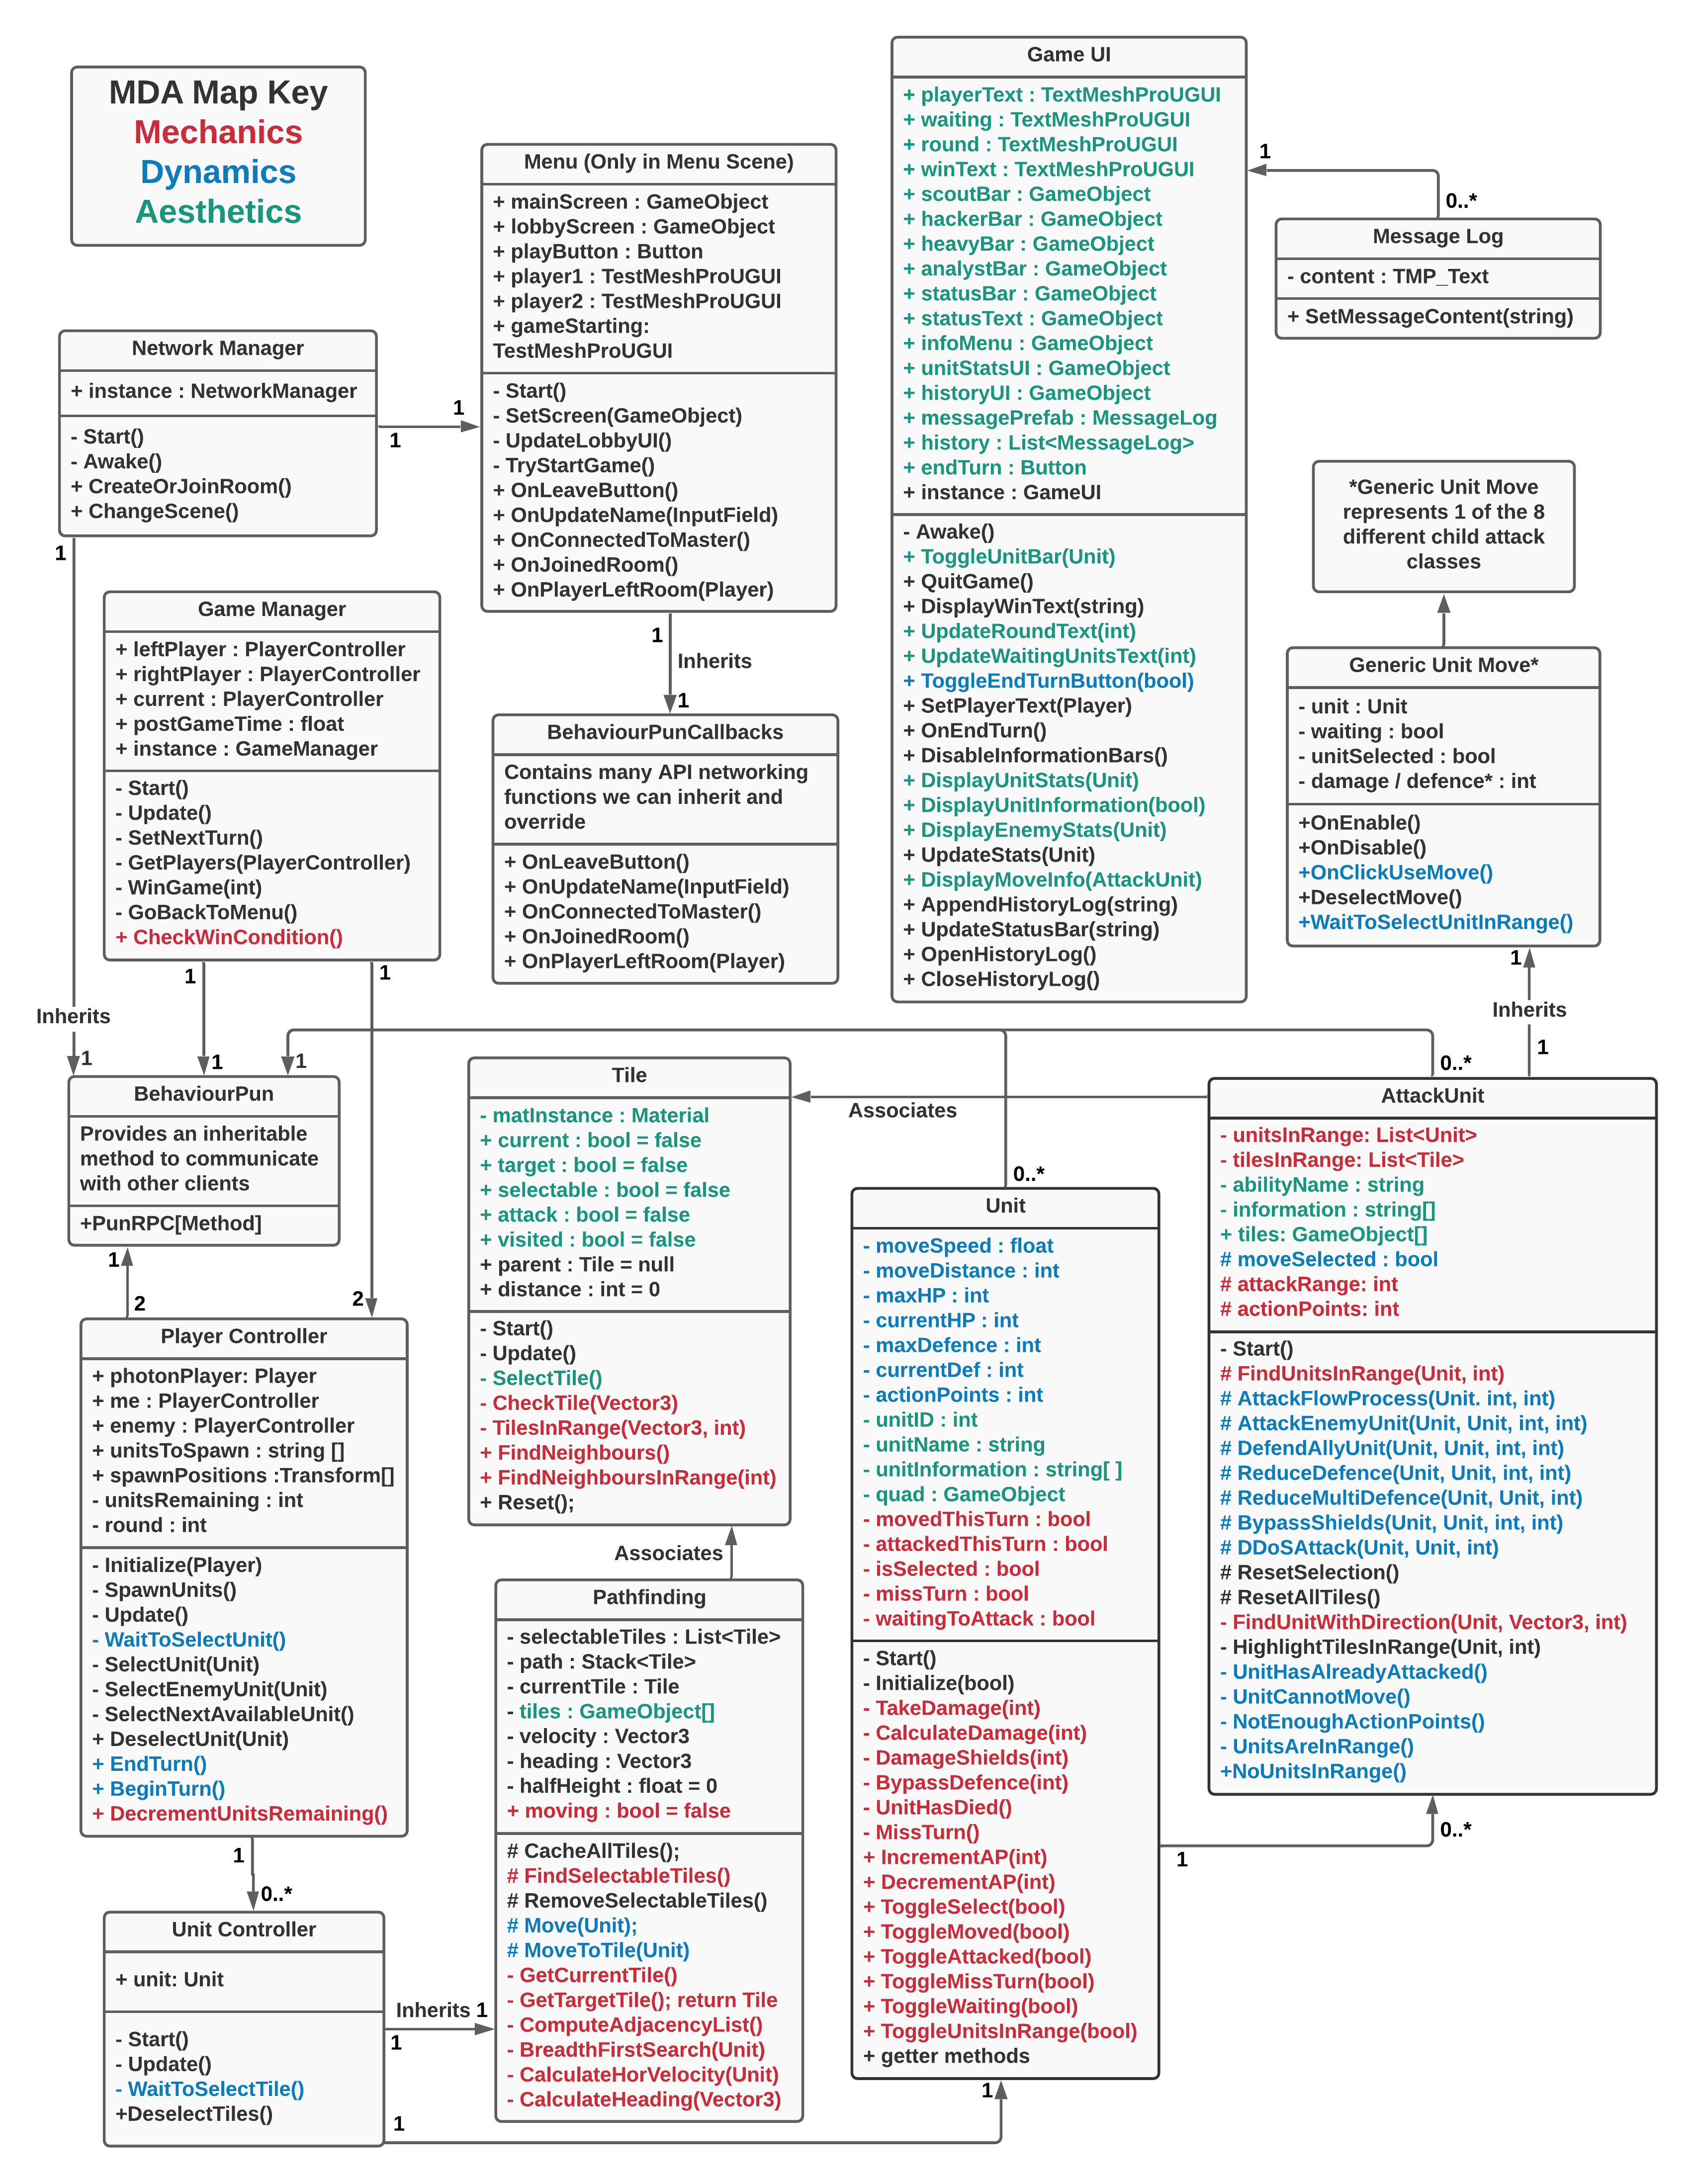 MDA Map Key
Mechanics
Dynamics
Aesthetics
Network Manager
+ instance : NetworkManager
- Start()
- Awake()
+ CreateOrJoinRoom()
+ ChangeScene()
1
1
1
Menu (Only in Menu Scene)
+ mainScreen : GameObject
+ lobbyScreen : GameObject
+ playButton : Button
+ player1 : TestMeshProUGUI
+ player2 : TestMeshProUGUI
+ gameStarting:
TestMeshProUGUI
- Start()
- SetScreen(GameObject)
- UpdateLobbyUI()
- TryStartGame()
+ OnLeaveButton()
+ OnUpdateName(InputField)
+ OnConnectedToMaster()
+ OnJoinedRoom()
+ OnPlayerLeftRoom(Player)
1
Inherits
1
BehaviourPunCallbacks
Contains many API networking
functions we can inherit and
override
+ OnLeaveButton()
+ OnUpdateName(InputField)
+ OnConnectedToMaster()
+ OnJoinedRoom()
+ OnPlayerLeftRoom(Player)
Game UI
+ playerText : TextMeshProUGUI
+ waiting : TextMeshProUGUI
+ round : TextMeshProUGUI
+ winText : TextMeshProUGUI
+ scoutBar : GameObject
+ hackerBar : GameObject
+ heavyBar : GameObject
+ analystBar : GameObject
+ statusBar : GameObject
+ statusText : GameObject
+ infoMenu : GameObject
+ unitStatsUI : GameObject
+ historyUI : GameObject
+ messagePrefab : MessageLog
+ history : List<MessageLog>
+ endTurn : Button
+ instance : GameUI
- Awake()
+ ToggleUnitBar(Unit)
+ QuitGame()
+ DisplayWinText(string)
+ UpdateRoundText(int)
+ UpdateWaitingUnitsText(int)
+ ToggleEndTurnButton(bool)
+ SetPlayerText(Player)
+ OnEndTurn()
+ DisableInformationBars()
+ DisplayUnitStats(Unit)
+ DisplayUnitInformation(bool)
+ DisplayEnemyStats(Unit)
+ UpdateStats(Unit)
+ DisplayMoveInfo(AttackUnit)
+ AppendHistoryLog(string)
+ UpdateStatusBar(string)
+ OpenHistoryLog()
+ CloseHistoryLog()
1
0..*
Message Log
- content : TMP_Text
+ SetMessageContent(string)
*Generic Unit Move
represents 1 of the 8
different child attack
classes
Generic Unit Move*
- unit : Unit
- waiting : bool
- unitSelected : bool
- damage / defence* : int
+OnEnable()
+OnDisable()
+OnClickUseMove()
+DeselectMove()
+WaitToSelectUnitInRange()
1
Inherits
1
Game Manager
+ leftPlayer : PlayerController
+ rightPlayer : PlayerController
+ current : PlayerController
+ postGameTime : float
+ instance : GameManager
- Start()
- Update()
- SetNextTurn()
- GetPlayers(PlayerController)
- WinGame(int)
- GoBackToMenu()
+ CheckWinCondition()
1
1
Inherits
1
1
1
BehaviourPun
Provides an inheritable
method to communicate
with other clients
+PunRPC[Method]
1
2
2
Player Controller
+ photonPlayer: Player
+ me : PlayerController
+ enemy : PlayerController
+ unitsToSpawn : string []
+ spawnPositions :Transform[]
- unitsRemaining : int
- round : int
- Initialize(Player)
- SpawnUnits()
- Update()
- WaitToSelectUnit()
- SelectUnit(Unit)
- SelectEnemyUnit(Unit)
- SelectNextAvailableUnit()
+ DeselectUnit(Unit)
+ EndTurn()
+ BeginTurn()
+ DecrementUnitsRemaining()
1
0..*
Unit Controller
+ unit: Unit
- Start()
- Update()
- WaitToSelectTile()
+DeselectTiles()
Inherits 1
1
1
Tile
- matInstance : Material
+ current : bool = false
+ target : bool = false
+ selectable : bool = false
+ attack : bool = false
+ visited : bool = false
+ parent : Tile = null
+ distance : int = 0
- Start()
- Update()
- SelectTile()
- CheckTile(Vector3)
- TilesInRange(Vector3, int)
+ FindNeighbours()
+ FindNeighboursInRange(int)
+ Reset();
Associates
Pathfinding
- selectableTiles : List<Tile>
- path : Stack<Tile>
- currentTile : Tile
- tiles : GameObject[]
- velocity : Vector3
- heading : Vector3
- halfHeight : float = 0
+ moving : bool = false
# CacheAllTiles();
# FindSelectableTiles()
# RemoveSelectableTiles()
# Move(Unit);
# MoveToTile(Unit)
- GetCurrentTile()
- GetTargetTile(); return Tile
- ComputeAdjacencyList()
- BreadthFirstSearch(Unit)
- CalculateHorVelocity(Unit)
- CalculateHeading(Vector3)
Associates
0..*
Unit
- moveSpeed : float
- moveDistance : int
- maxHP : int
- currentHP : int
- maxDefence : int
- currentDef : int
- actionPoints : int
- unitID : int
- unitName : string
- unitInformation : string[ ]
- quad : GameObject
- movedThisTurn : bool
- attackedThisTurn : bool
- isSelected : bool
- missTurn : bool
- waitingToAttack : bool
- Start()
- Initialize(bool)
- TakeDamage(int)
- CalculateDamage(int)
- DamageShields(int)
- BypassDefence(int)
- UnitHasDied()
- MissTurn()
+ IncrementAP(int)
+ DecrementAP(int)
+ ToggleSelect(bool)
+ ToggleMoved(bool)
+ ToggleAttacked(bool)
+ ToggleMissTurn(bool)
+ ToggleWaiting(bool)
+ ToggleUnitsInRange(bool)
+ getter methods
1
0..*
AttackUnit
- unitsInRange: List<Unit>
- tilesInRange: List<Tile>
- abilityName : string
- information : string[]
+ tiles: GameObject[]
# moveSelected : bool
# attackRange: int
# actionPoints: int
- Start()
# FindUnitsInRange(Unit, int)
# AttackFlowProcess(Unit. int, int)
# AttackEnemyUnit(Unit, Unit, int, int)
# DefendAllyUnit(Unit, Unit, int, int)
# ReduceDefence(Unit, Unit, int, int)
# ReduceMultiDefence(Unit, Unit, int)
# BypassShields(Unit, Unit, int, int)
# DDoSAttack(Unit, Unit, int)
# ResetSelection()
# ResetAllTiles()
- FindUnitWithDirection(Unit, Vector3, int)
- HighlightTilesInRange(Unit, int)
- UnitHasAlreadyAttacked()
- UnitCannotMove()
- NotEnoughActionPoints()
- UnitsAreInRange()
+NoUnitsInRange()
0..*
1